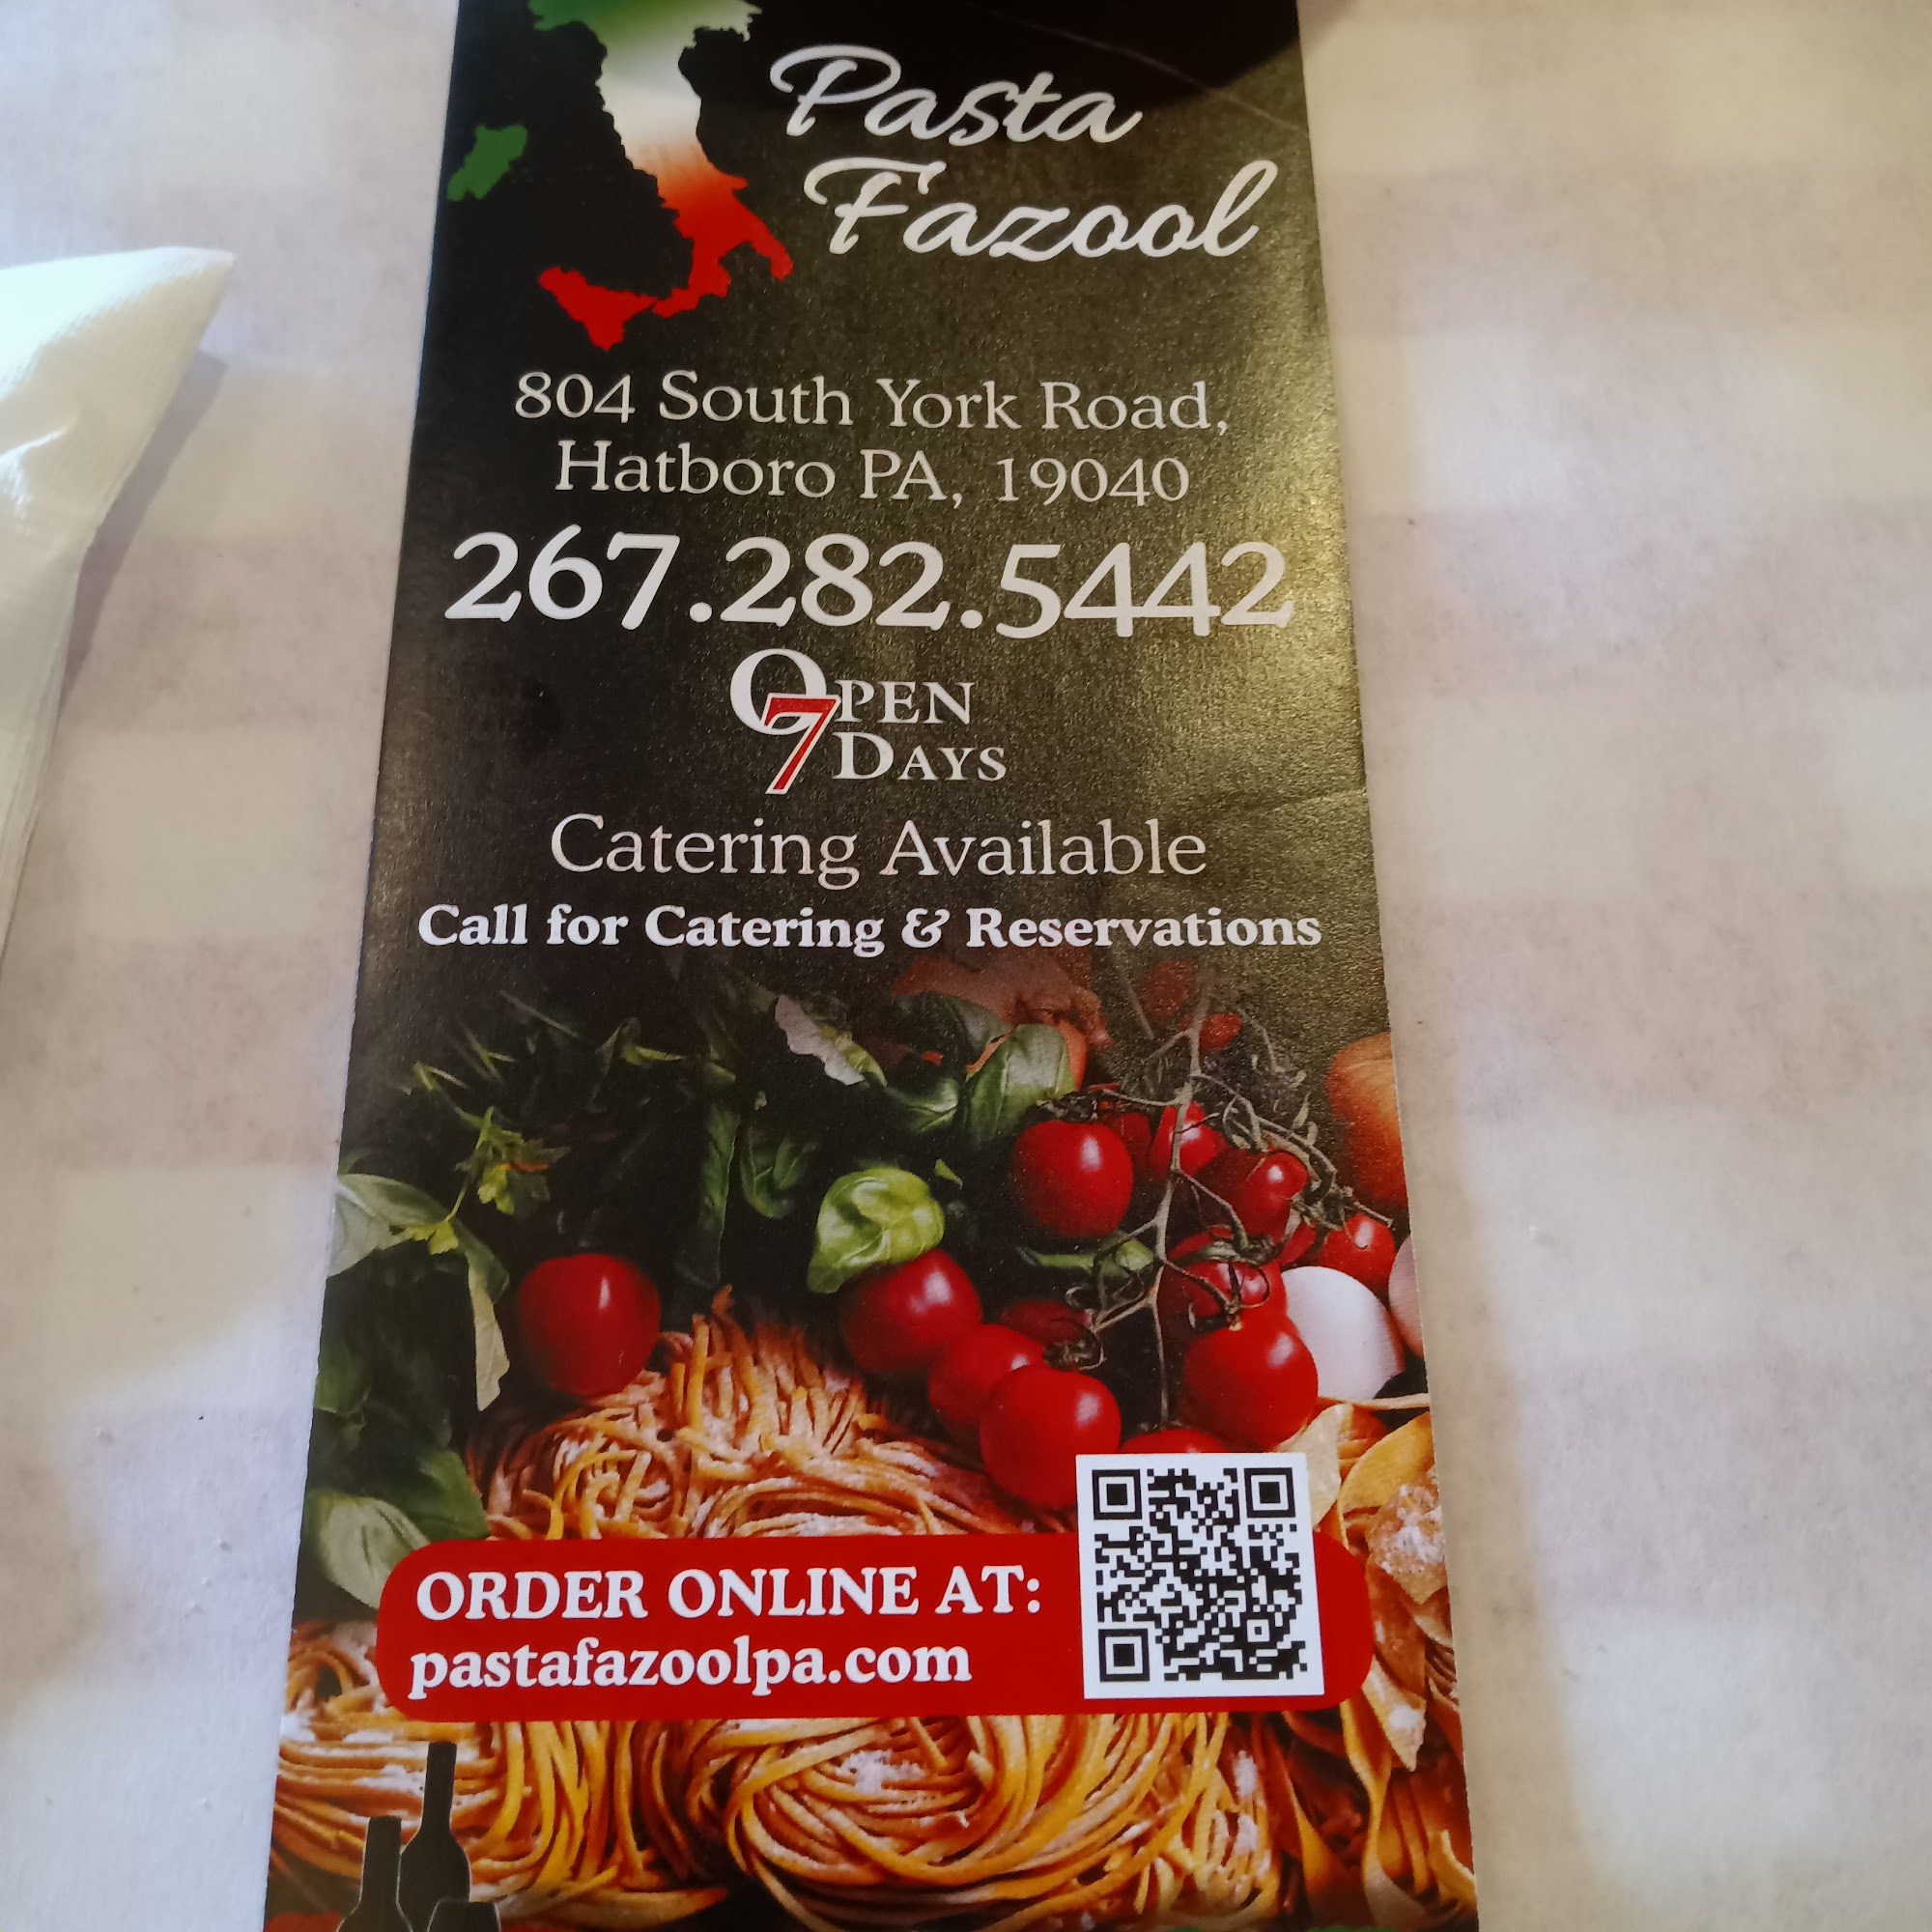 Pasta
Fazool
804 South York Road,
Hatboro PA, 19040
267.282.5442
OPEN
7 DAYS
Catering Available
Call for Catering & Reservations
ORDER ONLINE AT:
pastafazoolpa.com